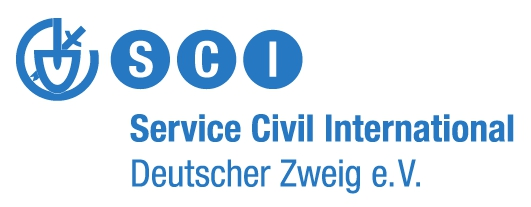 SCI
Service Civil International
Deutscher Zweig e.V.